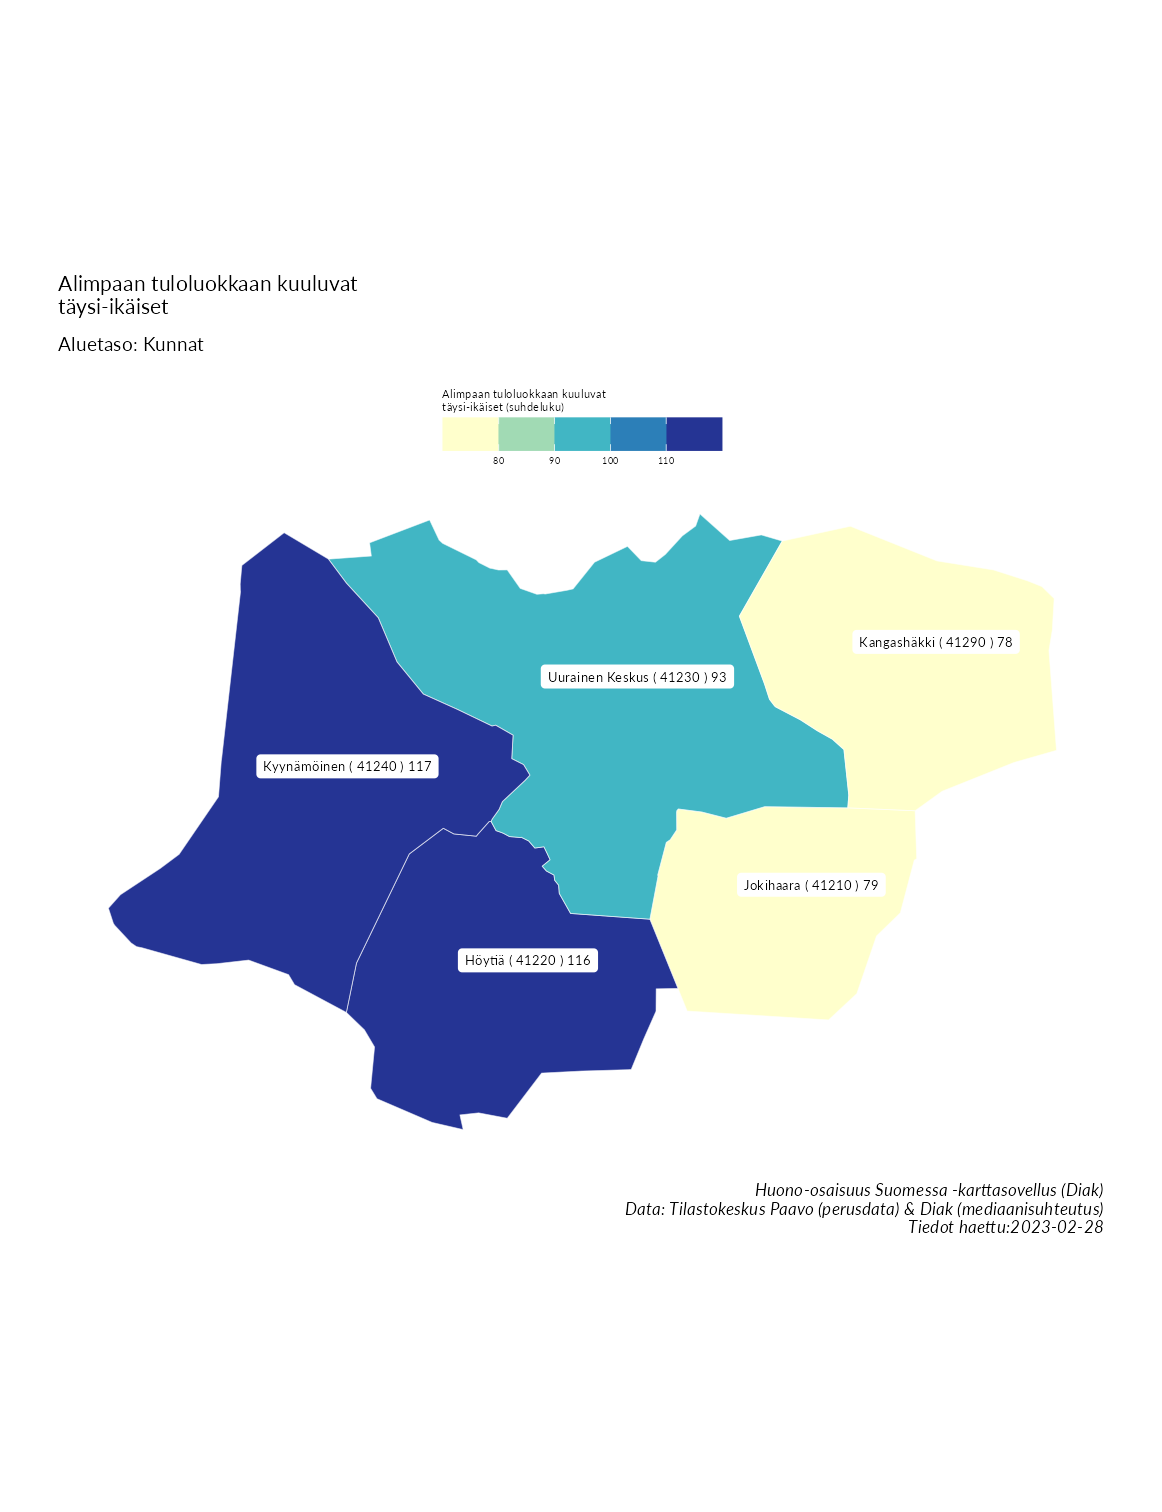 Alimpaan tuloluokkaan kuuluvat
täysi-ikäiset
Aluetaso: Kunnat
Alimpaan tuloluokkaan kuuluvat
täysi-ikäiset (suhdeluku)
80 90 100 110
Kangashäkki ( 41290 ) 78
Uurainen Keskus ( 41230 ) 93
Kyynämöinen ( 41240 ) 117
Jokihaara ( 41210 ) 79
Höytiä ( 41220 ) 116
Huono-osaisuus Suomessa -karttasovellus (Diak)
Data: Tilastokeskus Paavo (perusdata) & Diak (mediaanisuhteutus)
Tiedot haettu:2023-02-28